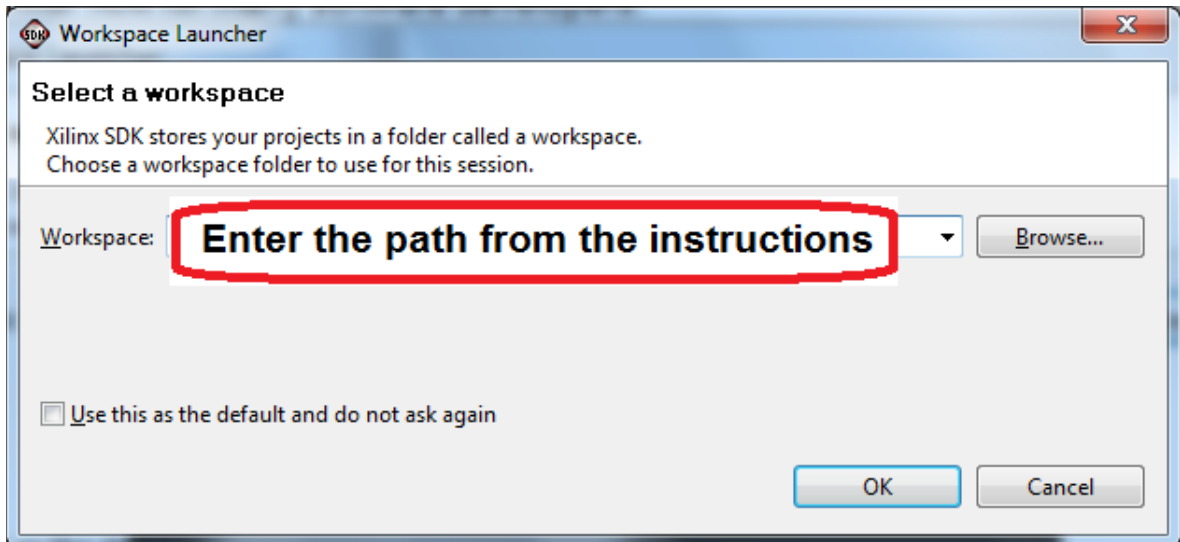 SDK Workspace Launcher
Select a workspace
Xilinx SDK stores your projects in a folder called a workspace.
Choose a workspace folder to use for this session.
Workspace: Enter the path from the instructions Browse...
Use this as the default and do not ask again
OK Cancel